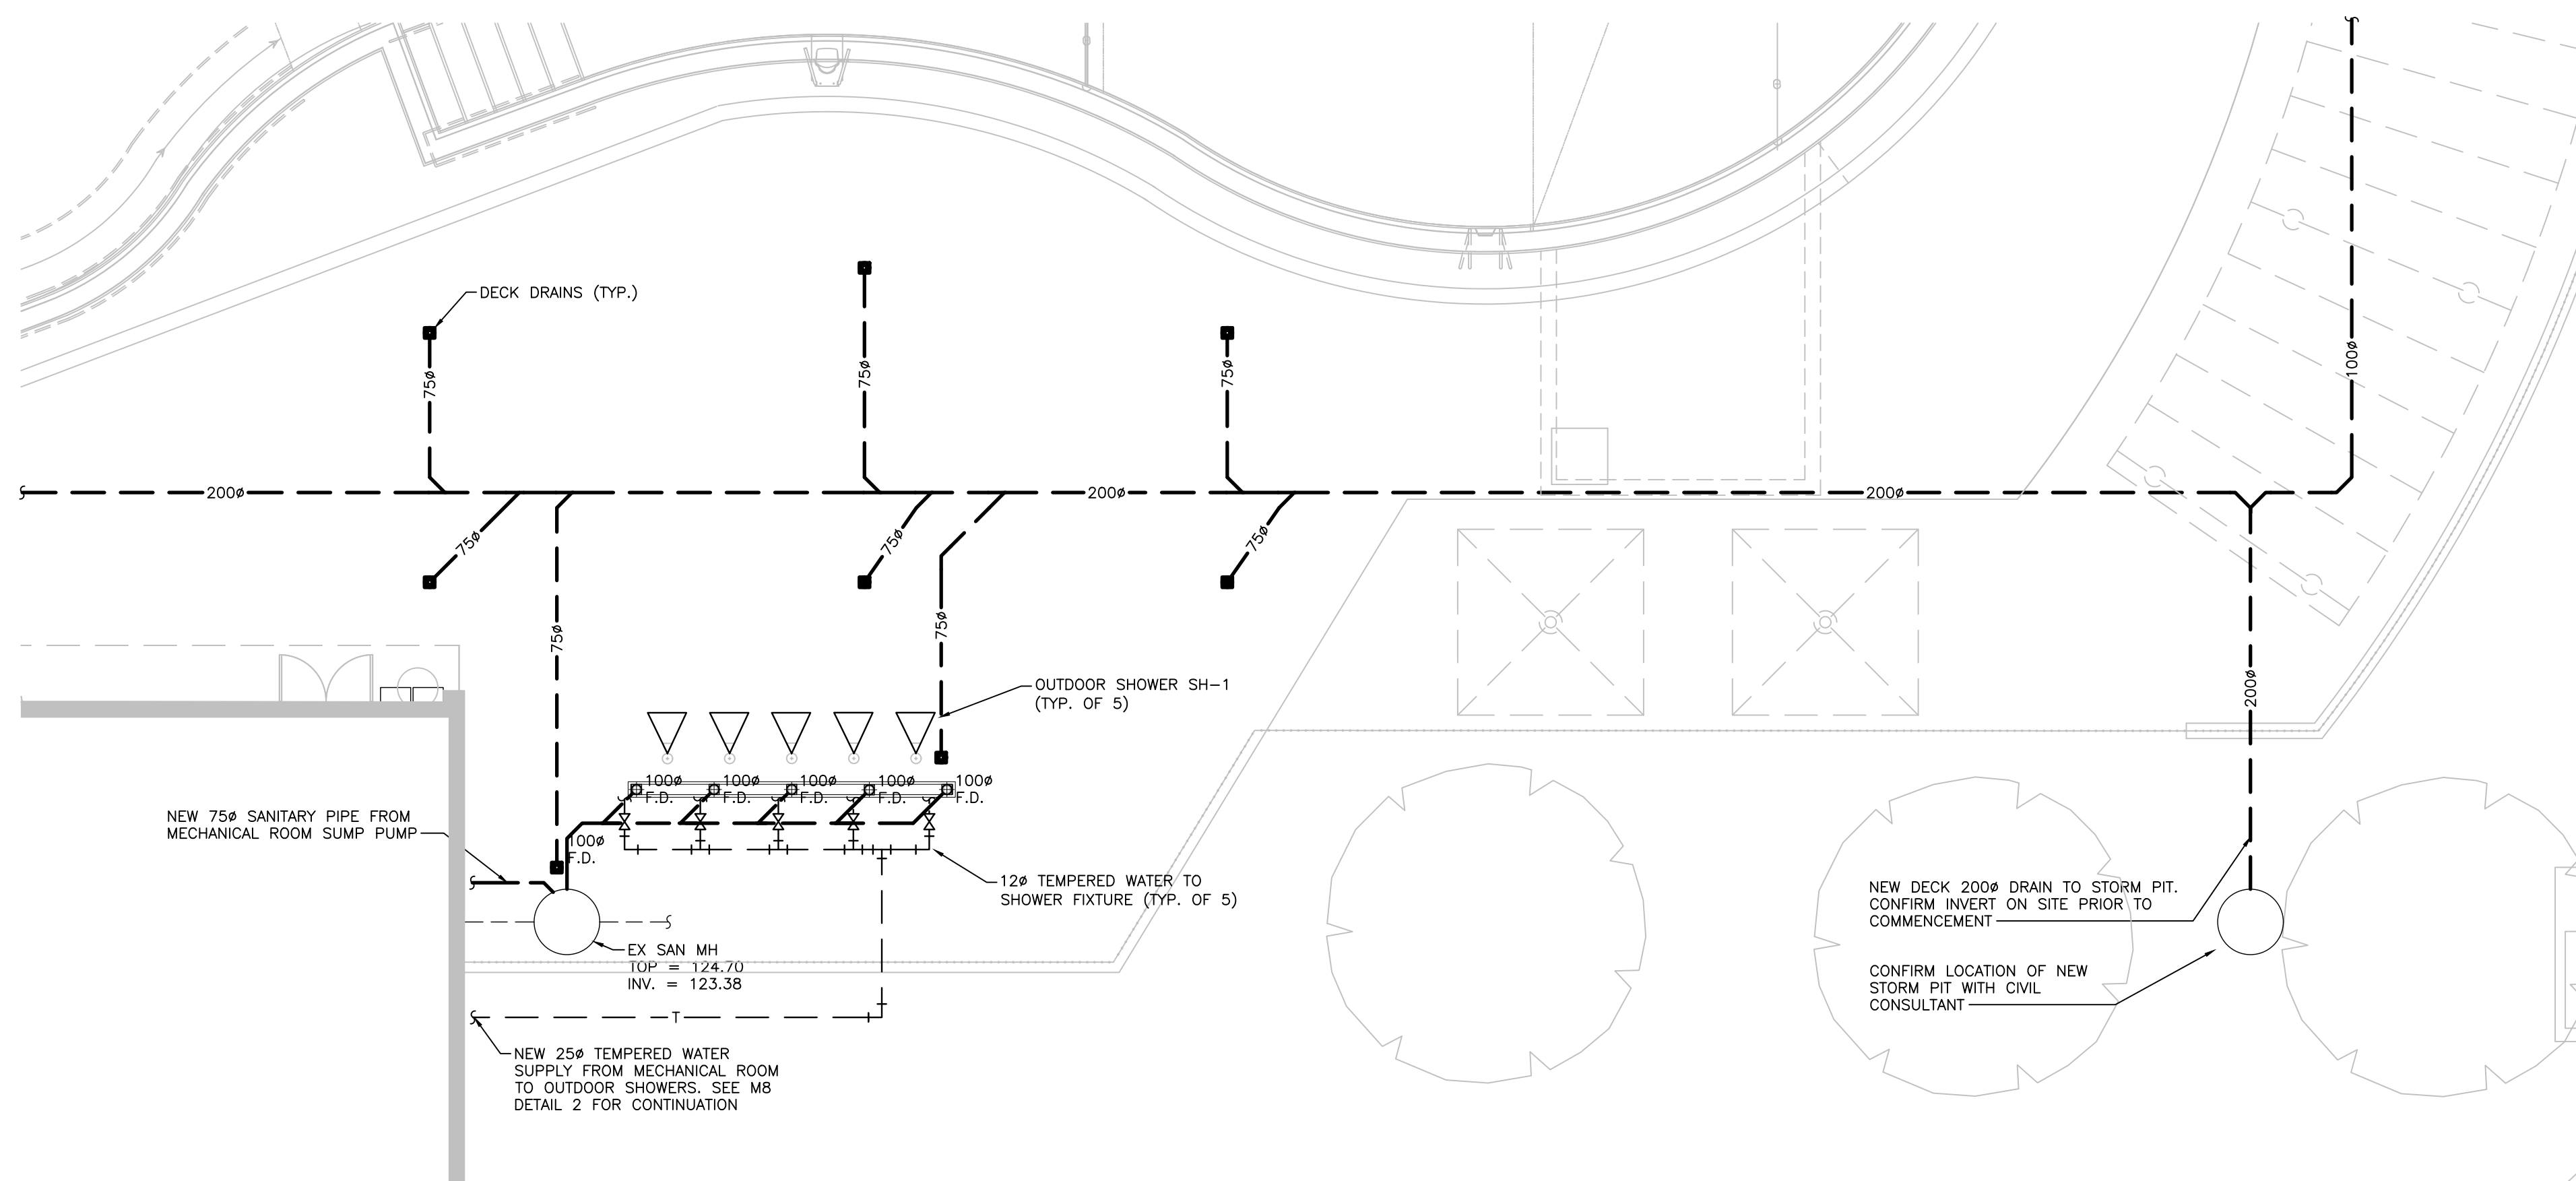 DECK DRAINS (TYP.)
75ø
75ø
75ø
100ø
200ø
200ø
200ø
75ø
75ø
75ø
75ø
75ø
200ø
OUTDOOR SHOWER SH-1
(TYP. OF 5)
100ø
F.D.
100ø
F.D.
100ø
F.D.
100ø
F.D.
100ø
F.D.
100ø
F.D.
NEW 75ø SANITARY PIPE FROM
MECHANICAL ROOM SUMP PUMP
12ø TEMPERED WATER TO
SHOWER FIXTURE (TYP. OF 5)
NEW DECK 200ø DRAIN TO STORM PIT.
CONFIRM INVERT ON SITE PRIOR TO
COMMENCEMENT
EX SAN MH
TOP = 124.70
INV. = 123.38
CONFIRM LOCATION OF NEW
STORM PIT WITH CIVIL
CONSULTANT
T
NEW 25ø TEMPERED WATER
SUPPLY FROM MECHANICAL ROOM
TO OUTDOOR SHOWERS. SEE M8
DETAIL 2 FOR CONTINUATION